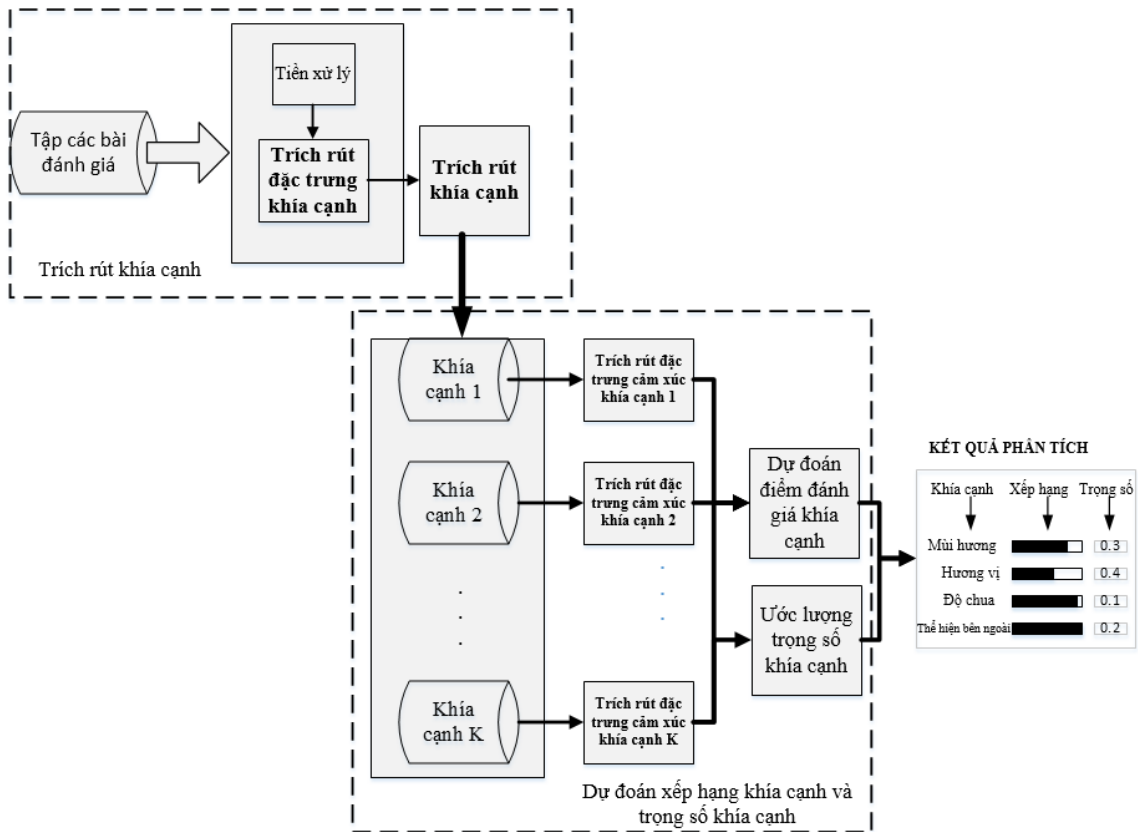 Tiền xử lý
Tập các bài
đánh giá
Trích rút
đặc trưng
khía cạnh
Trích rút
khía cạnh
Trích rút khía cạnh
Khía
cạnh 1
Trích rút đặc
trưng cảm xúc
khía cạnh 1
Khía
cạnh 2
Trích rút đặc
trưng cảm xúc
khía cạnh 2
Khía
cạnh K
Trích rút đặc
trưng cảm xúc
khía cạnh K
Dự đoán
điểm đánh
giá khía
cạnh
Ước lượng
trọng số
khía cạnh
Dự đoán xếp hạng khía cạnh và
trọng số khía cạnh
KẾT QUẢ PHÂN TÍCH
Khía cạnh Xếp hạng Trọng số
Mùi hương 0.3
Hương vị 0.4
Độ chua 0.1
Thể hiện bên ngoài 0.2